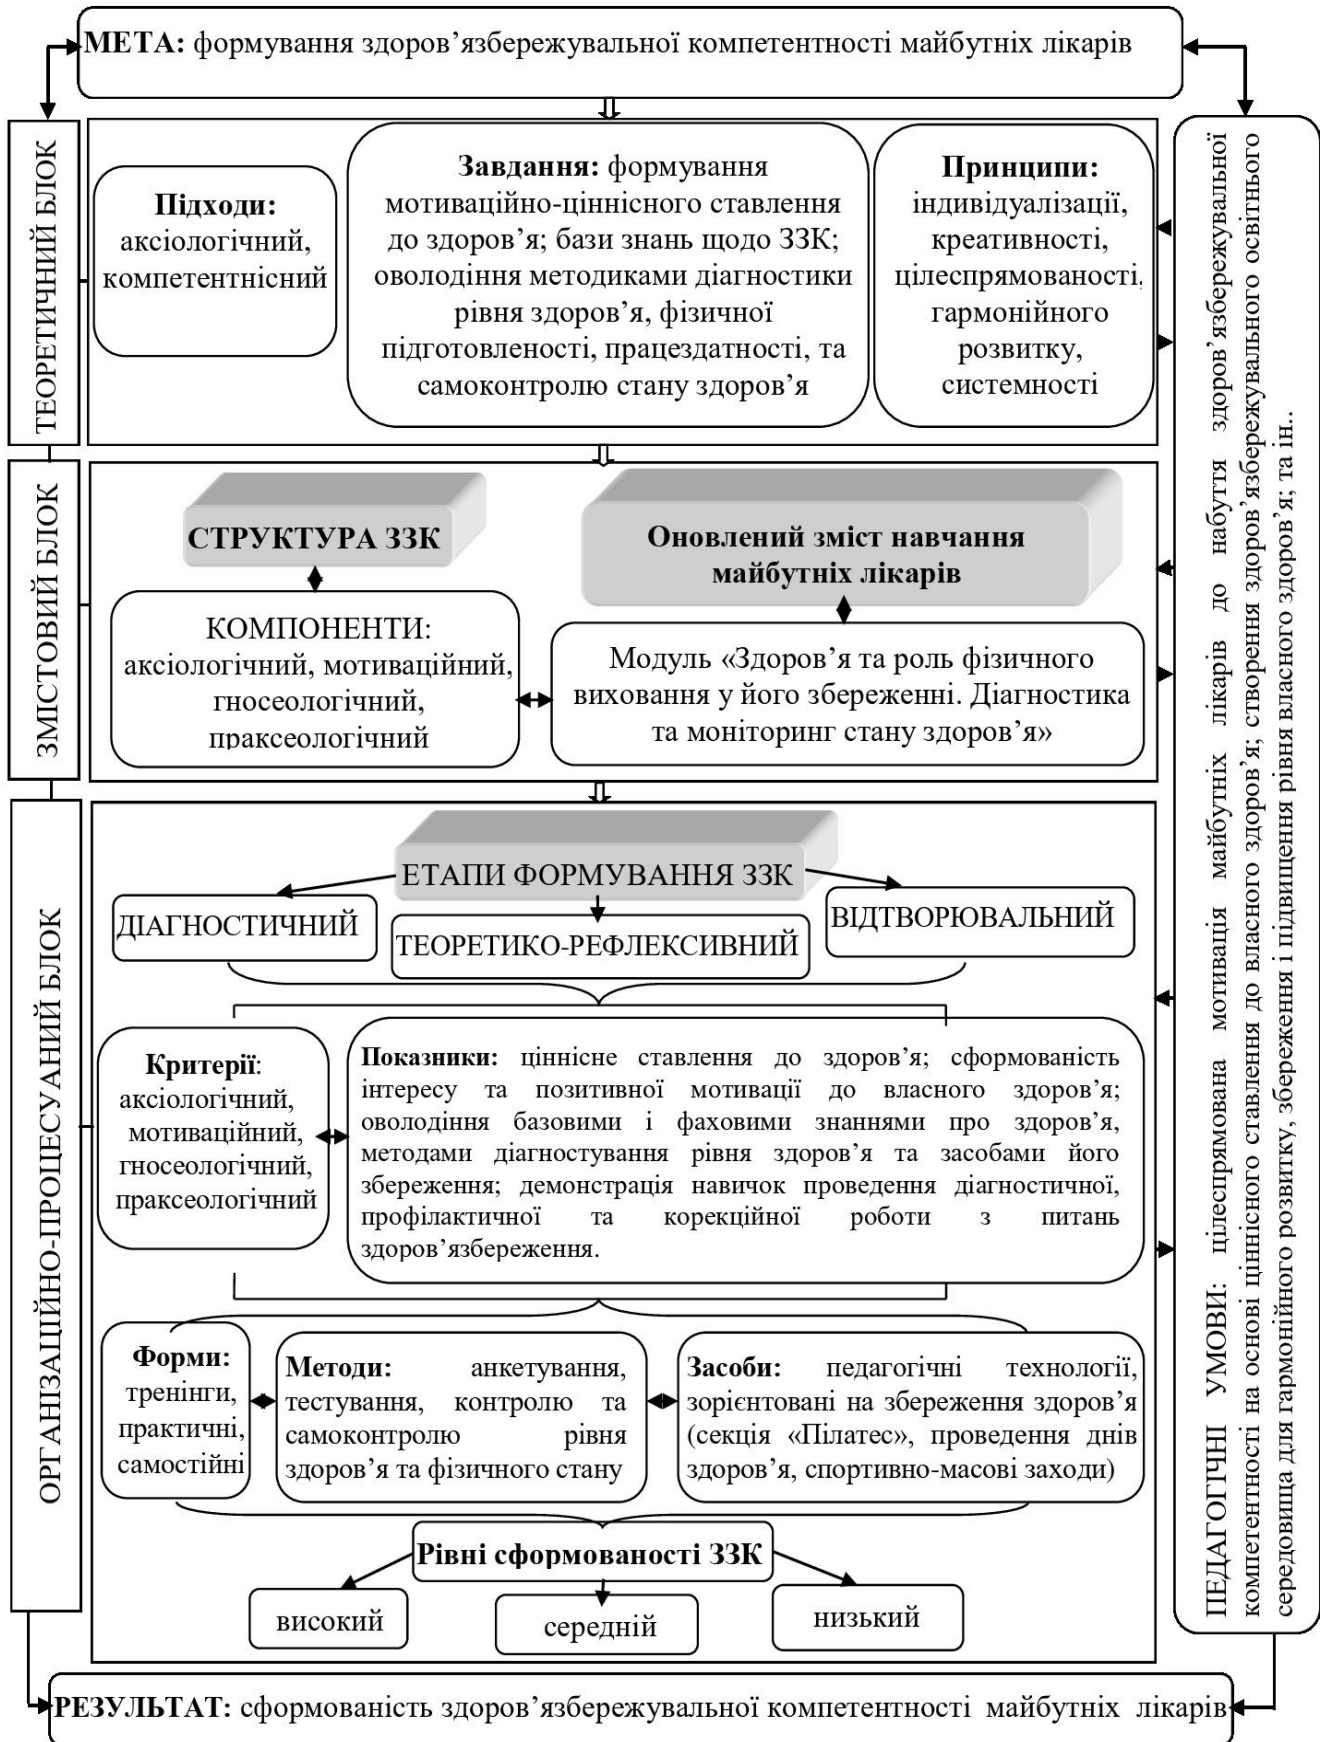 МЕТА: формування здоров’язбережувальної компетентності майбутніх лікарів
ТЕОРЕТИЧНИЙ БЛОК
Підходи:
аксіологічний,
компетентнісний
Завдання: формування
мотиваційно-ціннісного ставлення
до здоров’я; бази знань щодо ЗЗК;
оволодіння методиками діагностики
рівня здоров’я, фізичної
підготовленості, працездатності, та
самоконтролю стану здоров’я
Принципи:
індивідуалізації,
креативності,
цілеспрямованості,
гармонійного
розвитку,
системності
ЗМІСТОВИЙ БЛОК
СТРУКТУРА ЗЗК
Оновлений зміст навчання
майбутніх лікарів
КОМПОНЕНТИ:
аксіологічний, мотиваційний,
гносеологічний,
праксеологічний
Модуль «Здоров’я та роль фізичного
виховання у його збереженні. Діагностика
та моніторинг стану здоров’я»
ОРГАНІЗАЦІЙНО-ПРОЦЕСУАНИЙ БЛОК
ЕТАПИ ФОРМУВАННЯ ЗЗК
ДІАГНОСТИЧНИЙ
ТЕОРЕТИКО-РЕФЛЕКСИВНИЙ
ВІДТВОРЮВАЛЬНИЙ
Критерії:
аксіологічний,
мотиваційний,
гносеологічний,
праксеологічний
Показники: ціннісне ставлення до здоров’я; сформованість
інтересу та позитивної мотивації до власного здоров’я;
оволодіння базовими і фаховими знаннями про здоров’я,
методами діагностування рівня здоров’я та засобами його
збереження; демонстрація навичок проведення діагностичної,
профілактичної та корекційної роботи з питань
здоров’язбереження.
Форми:
тренінги,
практичні,
самостійні
Методи: анкетування,
тестування, контролю та
самоконтролю рівня
здоров’я та фізичного стану
Засоби: педагогічні технології,
зорієнтовані на збереження здоров’я
(секція «Пілатес», проведення днів
здоров’я, спортивно-масові заходи)
Рівні сформованості ЗЗК
високий
середній
низький
ПЕДАГОГІЧНІ УМОВИ: цілеспрямована мотивація майбутніх лікарів до набуття здоров’язбережувальної
компетентності на основі ціннісного ставлення до власного здоров’я; створення здоров’язбережувального освітнього
середовища для гармонійного розвитку, збереження і підвищення рівня власного здоров’я; та ін..
РЕЗУЛЬТАТ: сформованість здоров’язбережувальної компетентності майбутніх лікарів